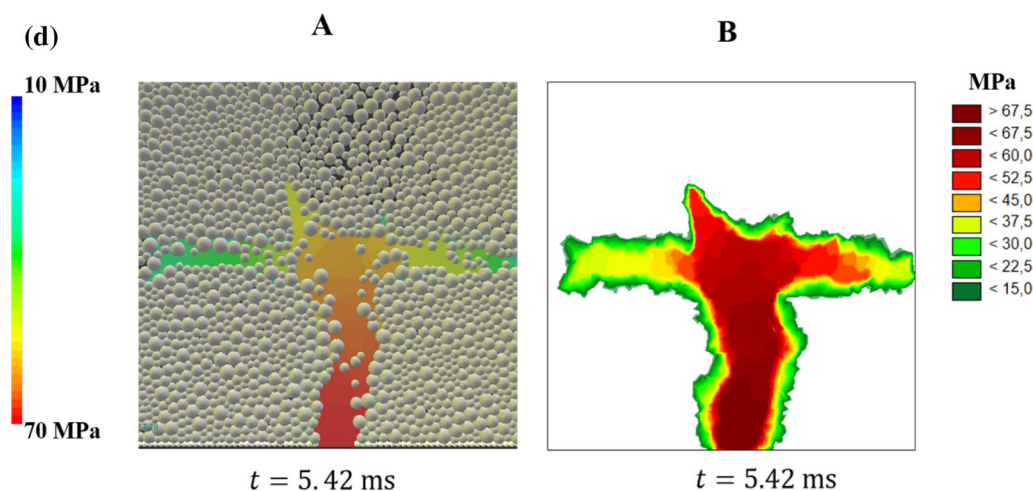 (d)
A
B
10 MPa
70 MPa
MPa
> 67,5
< 67,5
< 60,0
< 52,5
< 45,0
< 37,5
< 30,0
< 22,5
< 15,0
t = 5.42 ms
t = 5.42 ms